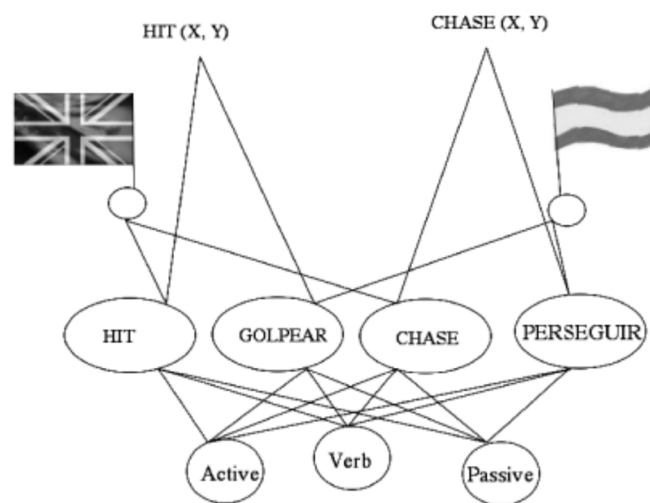 HIT (X, Y)
CHASE (X, Y)
HIT
GOLPEAR
CHASE
PERSEGUIR
Active
Verb
Passive